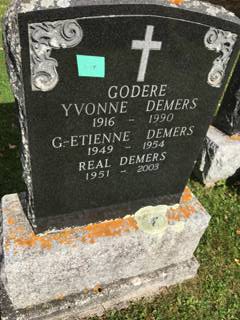 GODERE
YVONNE DEMERS
1916 - 1990
G.-ETIENNE DEMERS
1949 - 1954
REAL DEMERS
1951 - 2003